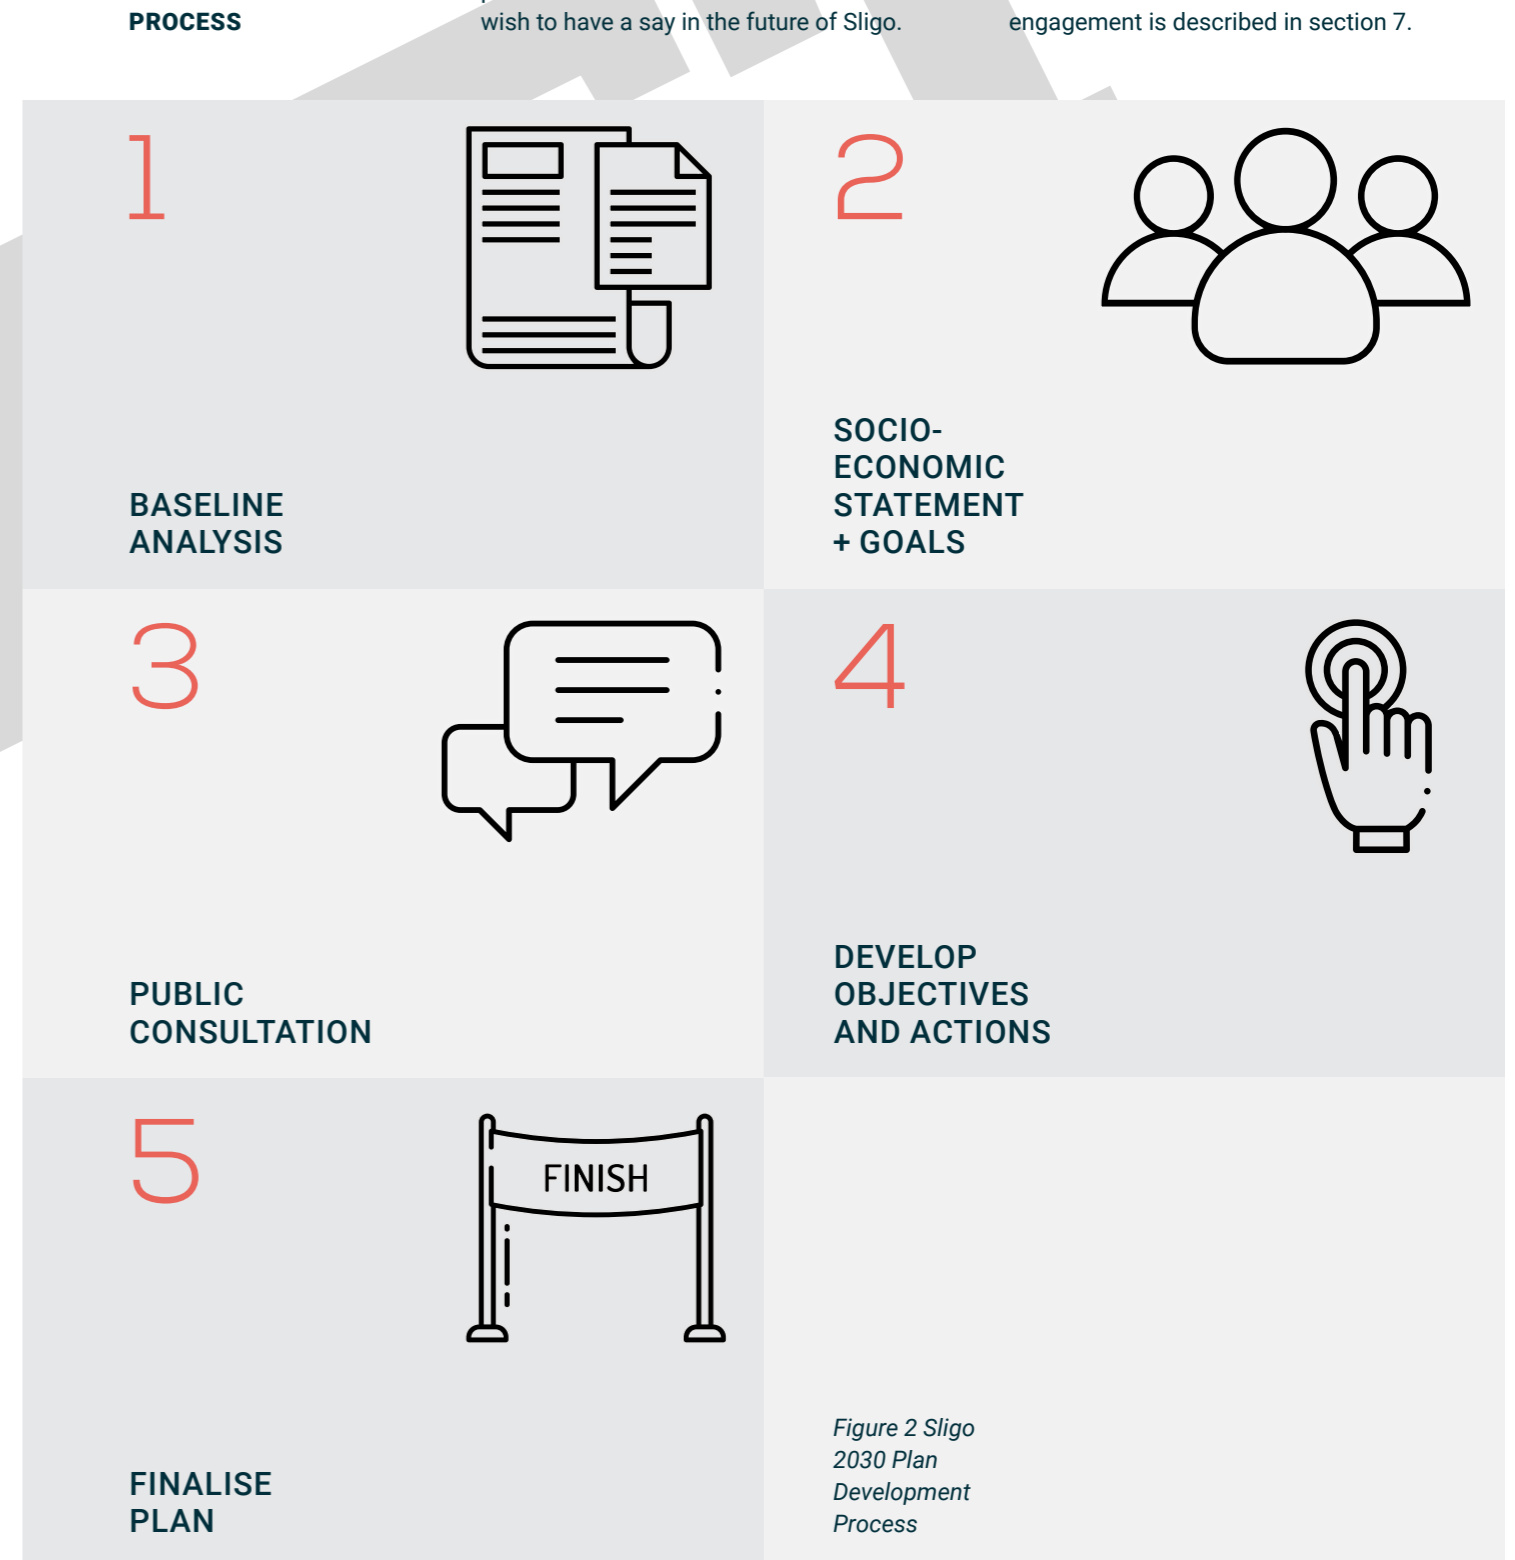 PROCESS
wish to have a say in the future of Sligo.
engagement is described in section 7.
1
BASELINE
ANALYSIS
2
SOCIO-
ECONOMIC
STATEMENT
+ GOALS
3
PUBLIC
CONSULTATION
4
DEVELOP
OBJECTIVES
AND ACTIONS
5
FINISH
FINALISE
PLAN
Figure 2 Sligo
2030 Plan
Development
Process